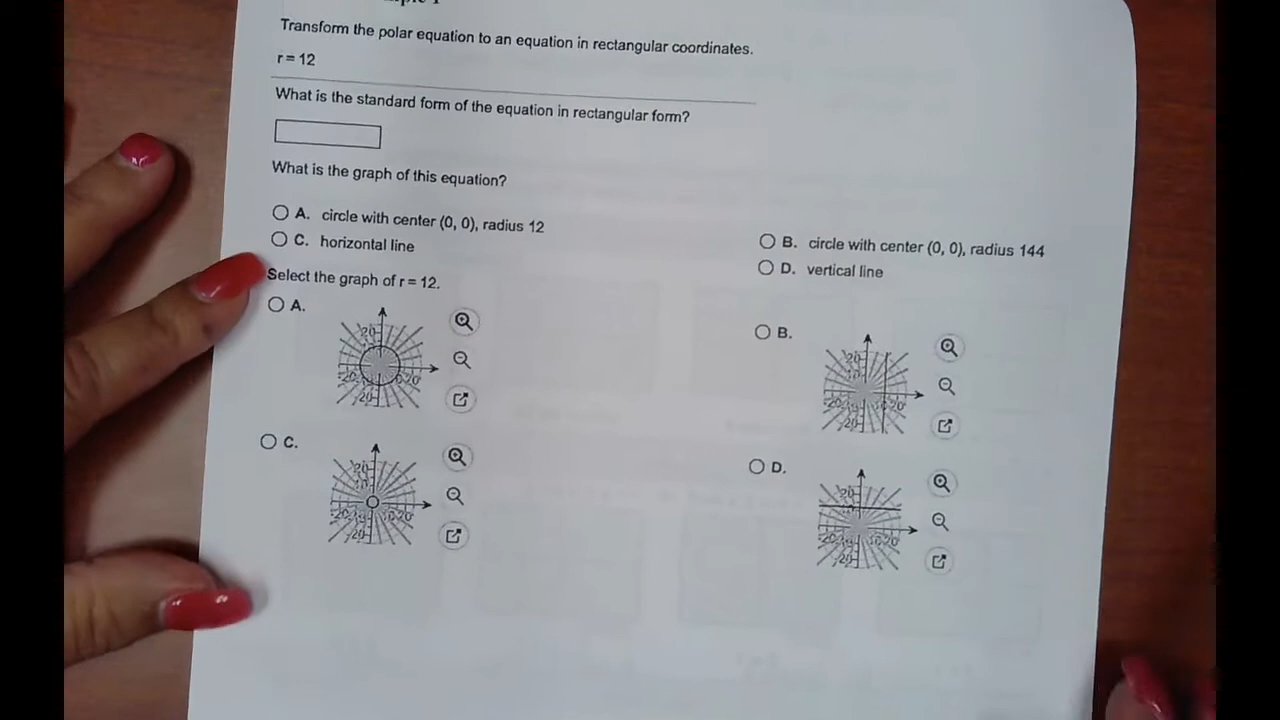 Transform the polar equation to an equation in rectangular coordinates.
r = 12
What is the standard form of the equation in rectangular form?
What is the graph of this equation?
A. circle with center (0, 0), radius 12
B. circle with center (0, 0), radius 144
C. horizontal line
D. vertical line
Select the graph of r = 12.
A.
B.
C.
D.